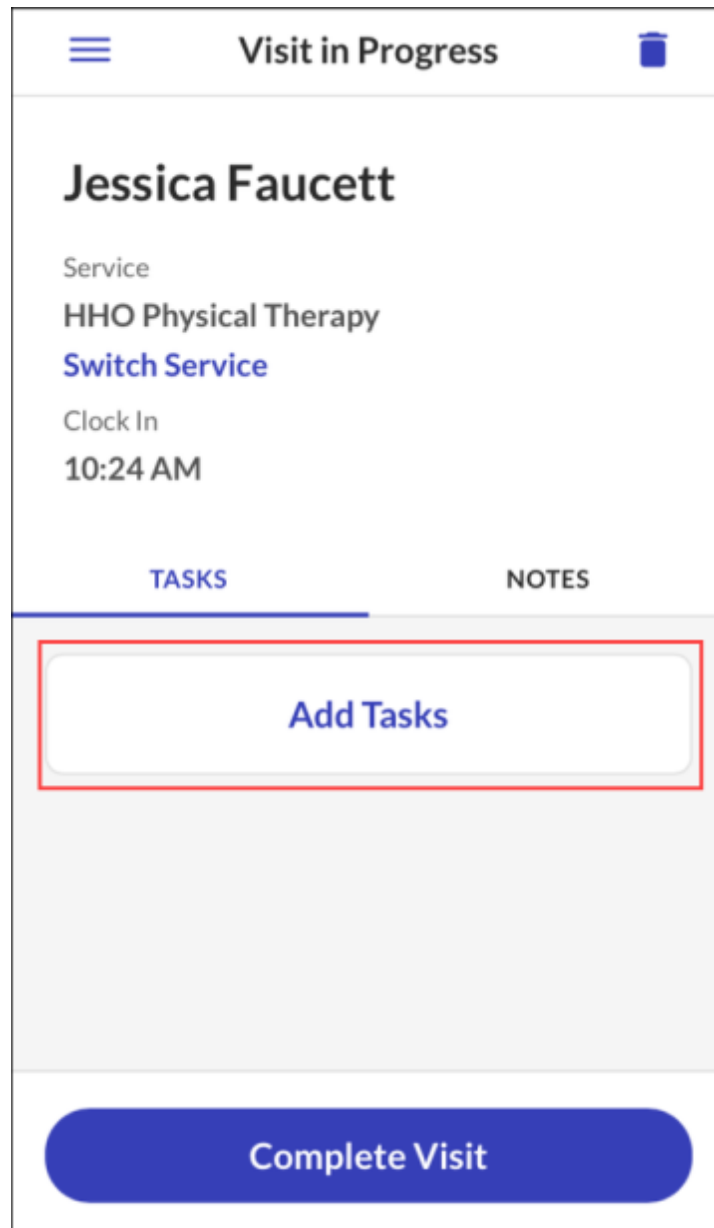 Visit in Progress
Jessica Faucett
Service
HHO Physical Therapy
Switch Service
Clock In
10:24 AM
TASKS NOTES
Add Tasks
Complete Visit